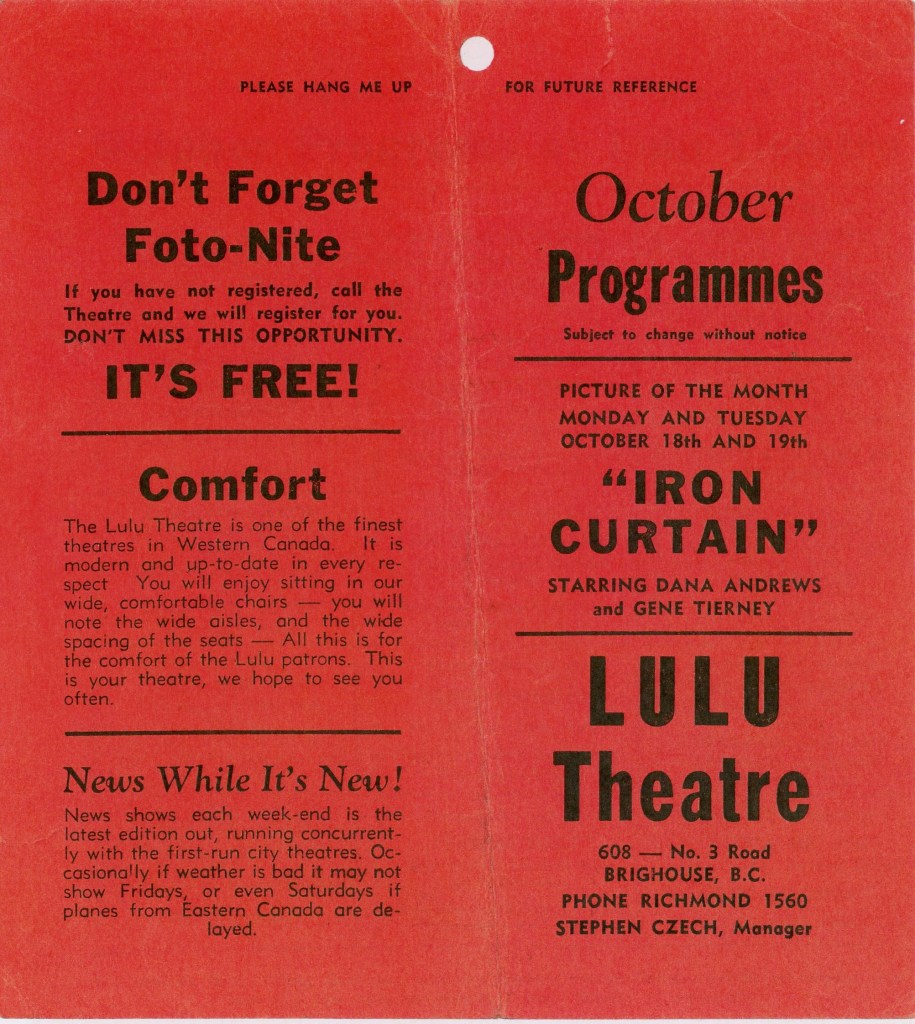 PLEASE HANG ME UP
Don't Forget
Foto-Nite
If you have not registered, call the
Theatre and we will register for you.
DON'T MISS THIS OPPORTUNITY.
IT'S FREE!
Comfort
The Lulu Theatre is one of the finest
theatres in Western Canada. It is
modern and up-to-date in every re-
spect You will enjoy sitting in our
wide, comfortable chairs — you will
note the wide aisles, and the wide
spacing of the seats — All this is for
the comfort of the Lulu patrons. This
is your theatre, we hope to see you
often.
News While It's New!
News shows each week-end is the
latest edition out, running concurrent-
ly with the first-run city theatres. Oc-
casionally if weather is bad it may not
show Fridays, or even Saturdays if
planes from Eastern Canada are de-
layed.
FOR FUTURE REFERENCE
October
Programmes
Subject to change without notice
PICTURE OF THE MONTH
MONDAY AND TUESDAY
OCTOBER 18th AND 19th
"IRON
CURTAIN"
STARRING DANA ANDREWS
and GENE TIERNEY
LULU
Theatre
608 — No. 3 Road
BRIGHOUSE, B.C.
PHONE RICHMOND 1560
STEPHEN CZECH, Manager